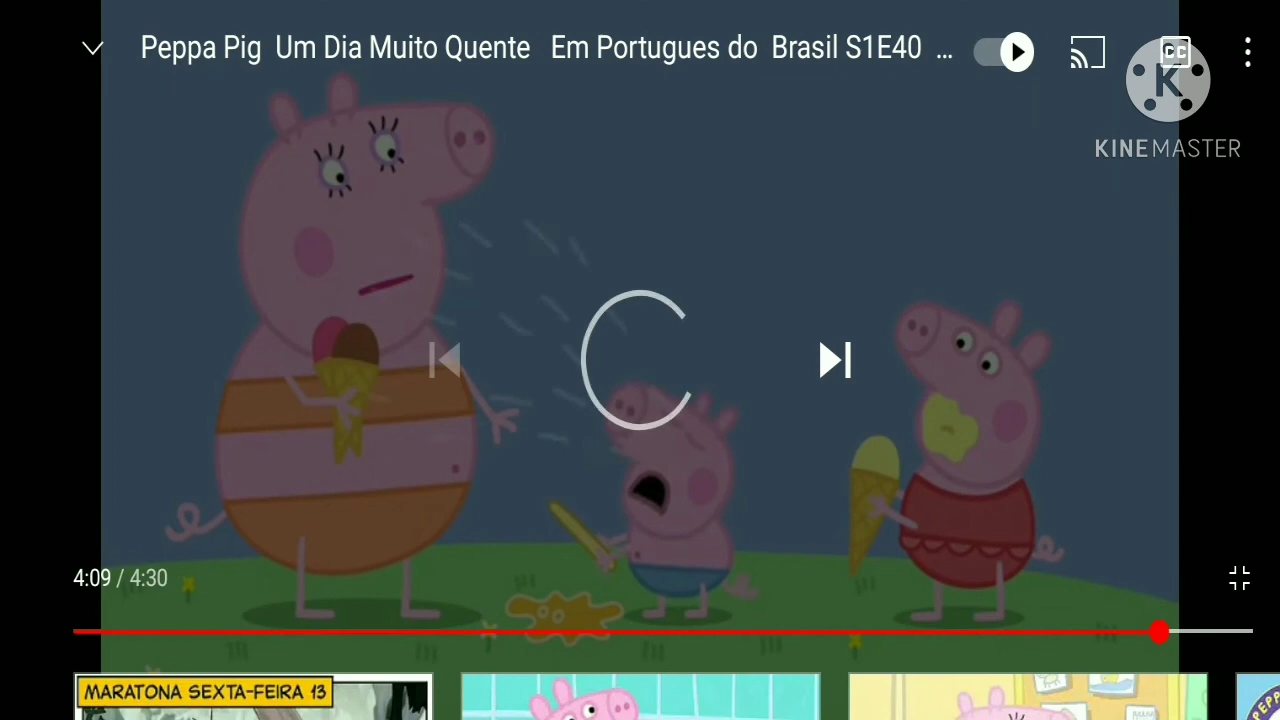 Peppa Pig Um Dia Muito Quente Em Portugues do Brasil S1E40 ...
CC
K
KINEMASTER
4:09 / 4:30
MARATONA SEXTA-FEIRA 13